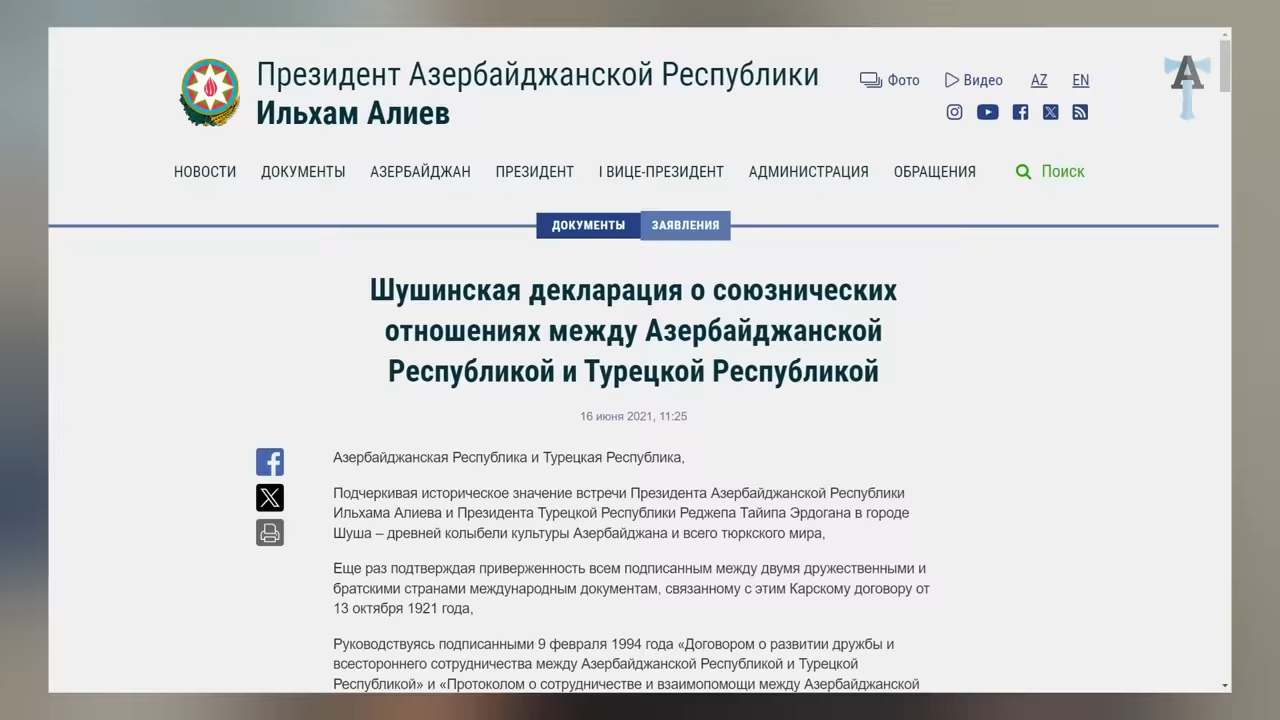 Президент Азербайджанской Республики
Ильхам Алиев
Фото Видео AZ EN
A
НОВОСТИ ДОКУМЕНТЫ АЗЕРБАЙДЖАН ПРЕЗИДЕНТ I ВИЦЕ-ПРЕЗИДЕНТ АДМИНИСТРАЦИЯ ОБРАЩЕНИЯ Поиск
ДОКУМЕНТЫ ЗАЯВЛЕНИЯ
Шушинская декларация о союзнических
отношениях между Азербайджанской
Республикой и Турецкой Республикой
16 июня 2021, 11:25
Азербайджанская Республика и Турецкая Республика,
Подчеркивая историческое значение встречи Президента Азербайджанской Республики
Ильхама Алиева и Президента Турецкой Республики Реджепа Тайипа Эрдогана в городе
Шуша – древней колыбели культуры Азербайджана и всего тюркского мира,
Еще раз подтверждая приверженность всем подписанным между двумя дружественными и
братскими странами международным документам, связанному с этим Карскому договору от
13 октября 1921 года,
Руководствуясь подписанными 9 февраля 1994 года «Договором о развитии дружбы и
всестороннего сотрудничества между Азербайджанской Республикой и Турецкой
Республикой» и «Протоколом о сотрудничестве и взаимопомощи между Азербайджанской